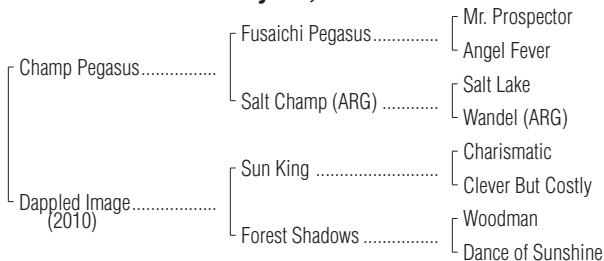 Mr. Prospector
Fusaichi Pegasus..............
Angel Fever
Champ Pegasus................
Salt Lake
Salt Champ (ARG) ............
Wandel (ARG)
Charismatic
Sun King ..........................
Clever But Costly
Dappled Image..................
(2010)
Woodman
Forest Shadows ................
Dance of Sunshine